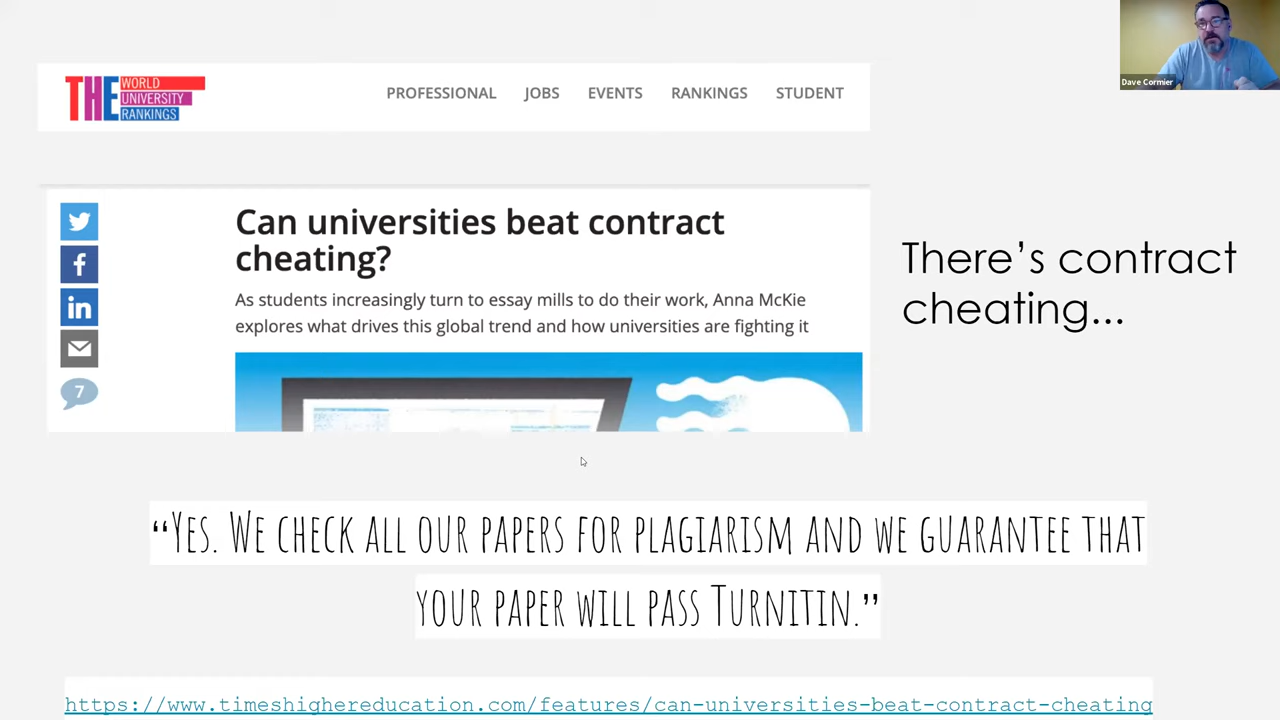 Dave Cormier
THE WORLD
UNIVERSITY
RANKINGS
PROFESSIONAL JOBS EVENTS RANKINGS STUDENT
Can universities beat contract
cheating?
As students increasingly turn to essay mills to do their work, Anna McKie
explores what drives this global trend and how universities are fighting it
7
There's contract
cheating...
“Yes. We check all our papers for plagiarism and we guarantee that
your paper will pass Turnitin.”
https://www.timeshighereducation.com/features/can-universities-beat-contract-cheating